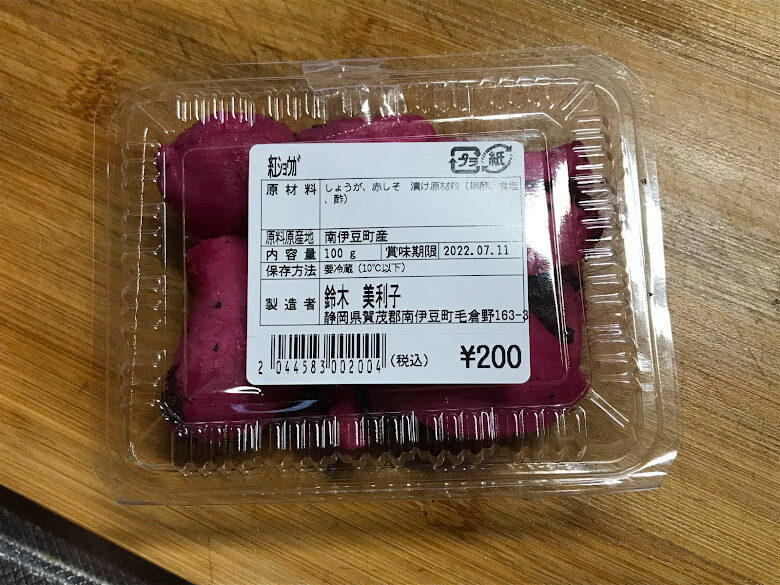 紅ｼｮｳｶﾞ
プラ 紙
原材料 しょうが、赤しそ 漬け原材料（梅酢、食塩
、酢）
原料原産地 南伊豆町産
内容量 100g 賞味期限 2022.07.11
保存方法 要冷蔵（10℃以下）
製造者 鈴木 美利子
静岡県賀茂郡南伊豆町毛倉野163-3
2 044583 002004 (税込) ¥200